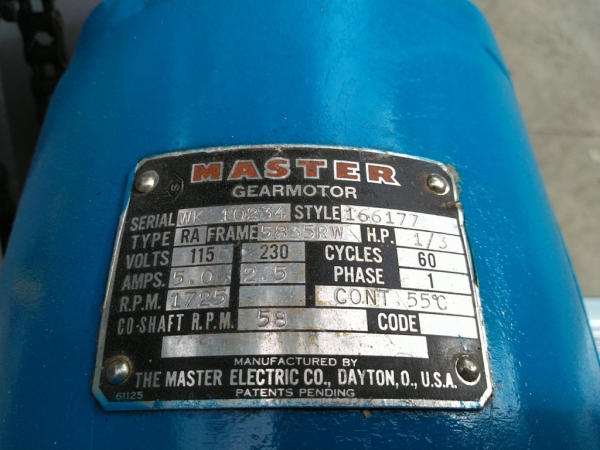 MASTER
GEARMOTOR
SERIAL WK 10234 STYLE 166177
TYPE RA FRAME 5835RW H.P. 1/3
VOLTS 115 230 CYCLES 60
AMPS. 5.0 2.5 PHASE 1
R.P.M. 1725 CONT 55°C
CO-SHAFT R.P.M. 58 CODE
MANUFACTURED BY
THE MASTER ELECTRIC CO., DAYTON, O., U.S.A.
61125 PATENTS PENDING